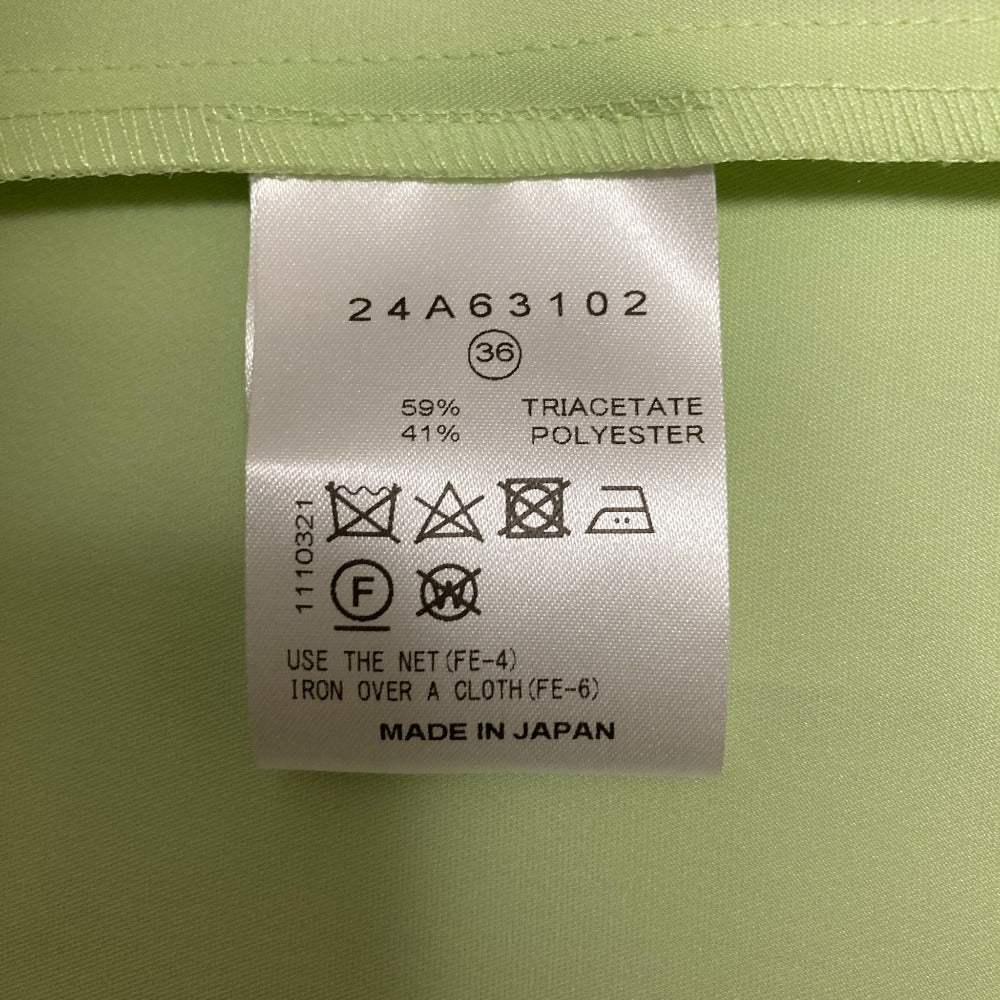 24A63102
36
59% TRIACETATE
41% POLYESTER
1110321
F W
USE THE NET(FE-4)
IRON OVER A CLOTH(FE-6)
MADE IN JAPAN